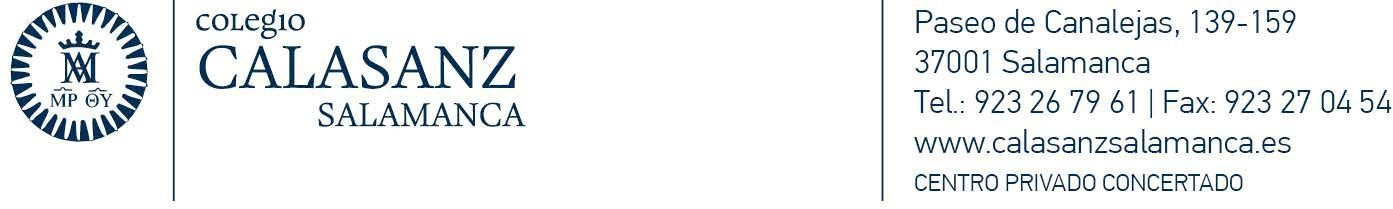 MP ΘY
COLEGIO
CALASANZ
SALAMANCA
Paseo de Canalejas, 139-159
37001 Salamanca
Tel.: 923 26 79 61 | Fax: 923 27 04 54
www.calasanzsalamanca.es
CENTRO PRIVADO CONCERTADO